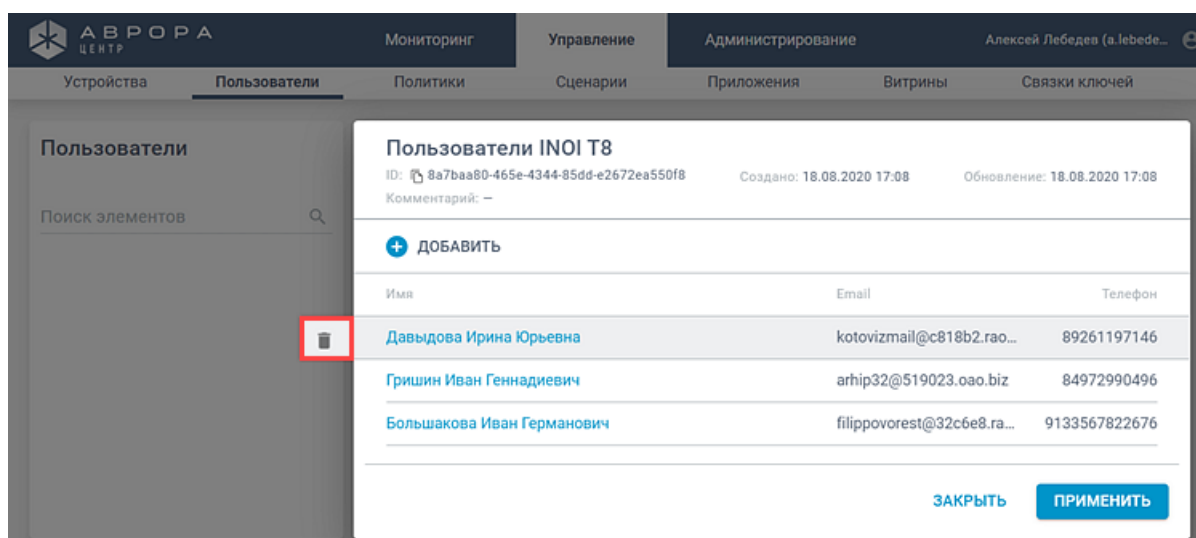 АВРОРА
ЦЕНТР
Мониторинг Управление Администрирование Алексей Лебедев (a.lebede...
Устройства Пользователи Политики Сценарии Приложения Витрины Связки ключей
Пользователи
Поиск элементов
Пользователи INOI T8
ID: 8a7baa80-465e-4344-85dd-e2672ea550f8 Создано: 18.08.2020 17:08 Обновление: 18.08.2020 17:08
Комментарий: —
ДОБАВИТЬ
Имя Email Телефон
Давыдова Ирина Юрьевна kotovizmail@c818b2.rao... 89261197146
Гришин Иван Геннадиевич arhip32@519023.oao.biz 84972990496
Большакова Иван Германович filippovorest@32c6e8.ra... 9133567822676
ЗАКРЫТЬ ПРИМЕНИТЬ